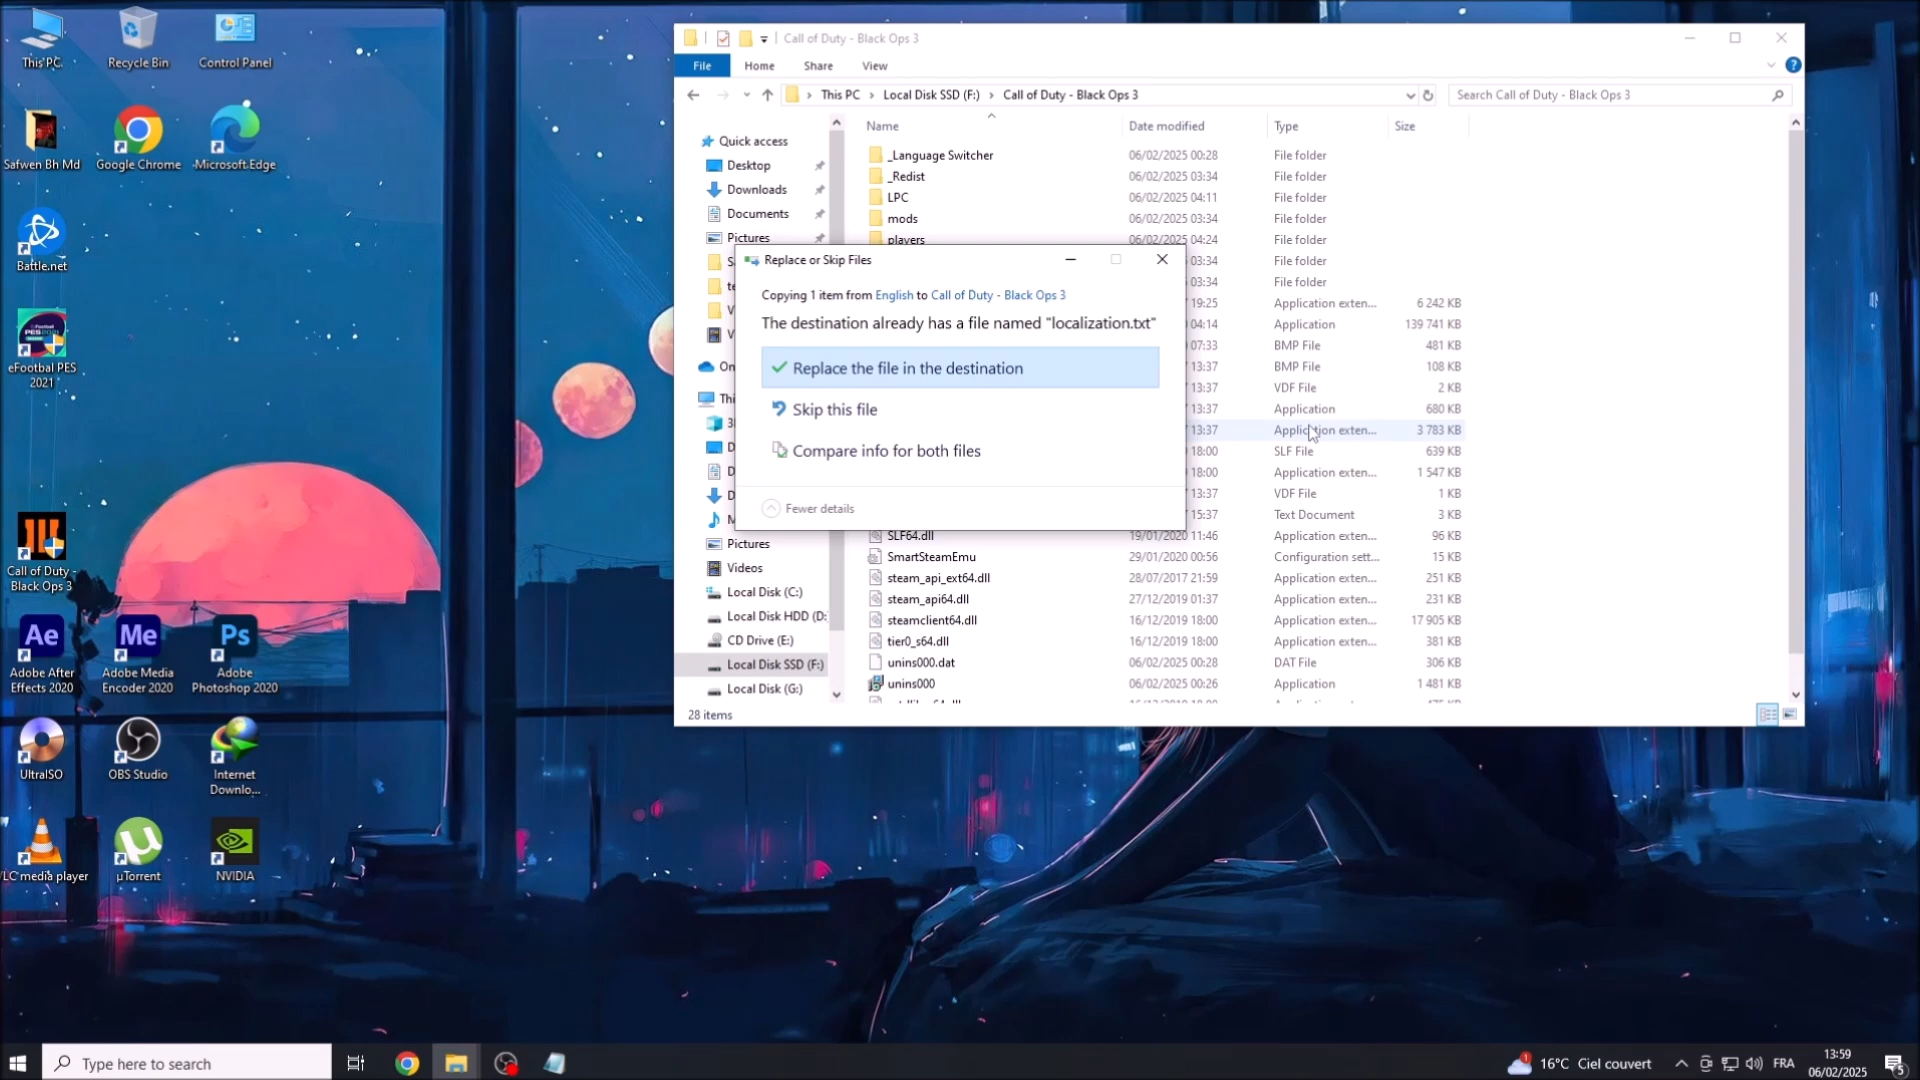 This PC
Recycle Bin
Control Panel
Safwen Bh Md
Google Chrome
Microsoft Edge
Battle.net
eFootbal PES
2021
Call of Duty -
Black Ops 3
Adobe After
Effects 2020
Adobe Media
Encoder 2020
Adobe
Photoshop 2020
UltraISO
OBS Studio
Internet
Downlo...
LC media player
µTorrent
NVIDIA
Call of Duty - Black Ops 3
File
Home
Share
View
This PC
Local Disk SSD (F:)
Call of Duty - Black Ops 3
Search Call of Duty - Black Ops 3
Quick access
Desktop
Downloads
Documents
Pictures
Pictures
Videos
Local Disk (C:)
Local Disk HDD (D:
CD Drive (E:)
Local Disk SSD (F:)
Local Disk (G:)
Name
Date modified
Type
Size
_Language Switcher 06/02/2025 00:28 File folder
_Redist 06/02/2025 03:34 File folder
LPC 06/02/2025 04:11 File folder
mods 06/02/2025 03:34 File folder
players 06/02/2025 04:24 File folder
03:34 File folder
03:34 File folder
19:25 Application exten... 6 242 KB
04:14 Application 139 741 KB
07:33 BMP File 481 KB
13:37 BMP File 108 KB
13:37 VDF File 2 KB
13:37 Application 680 KB
13:37 Application exten... 3 783 KB
18:00 SLF File 639 KB
18:00 Application exten... 1 547 KB
13:37 VDF File 1 KB
15:37 Text Document 3 KB
SLF64.dll 19/01/2020 11:46 Application exten... 96 KB
SmartSteamEmu 29/01/2020 00:56 Configuration sett... 15 KB
steam_api_ext64.dll 28/07/2017 21:59 Application exten... 251 KB
steam_api64.dll 27/12/2019 01:37 Application exten... 231 KB
steamclient64.dll 16/12/2019 18:00 Application exten... 17 905 KB
tier0_s64.dll 16/12/2019 18:00 Application exten... 381 KB
unins000.dat 06/02/2025 00:28 DAT File 306 KB
unins000 06/02/2025 00:26 Application 1 481 KB
28 items
Replace or Skip Files
Copying 1 item from English to Call of Duty - Black Ops 3
The destination already has a file named "localization.txt"
Replace the file in the destination
Skip this file
Compare info for both files
Fewer details
Type here to search
16°C Ciel couvert
FRA
13:59
06/02/2025